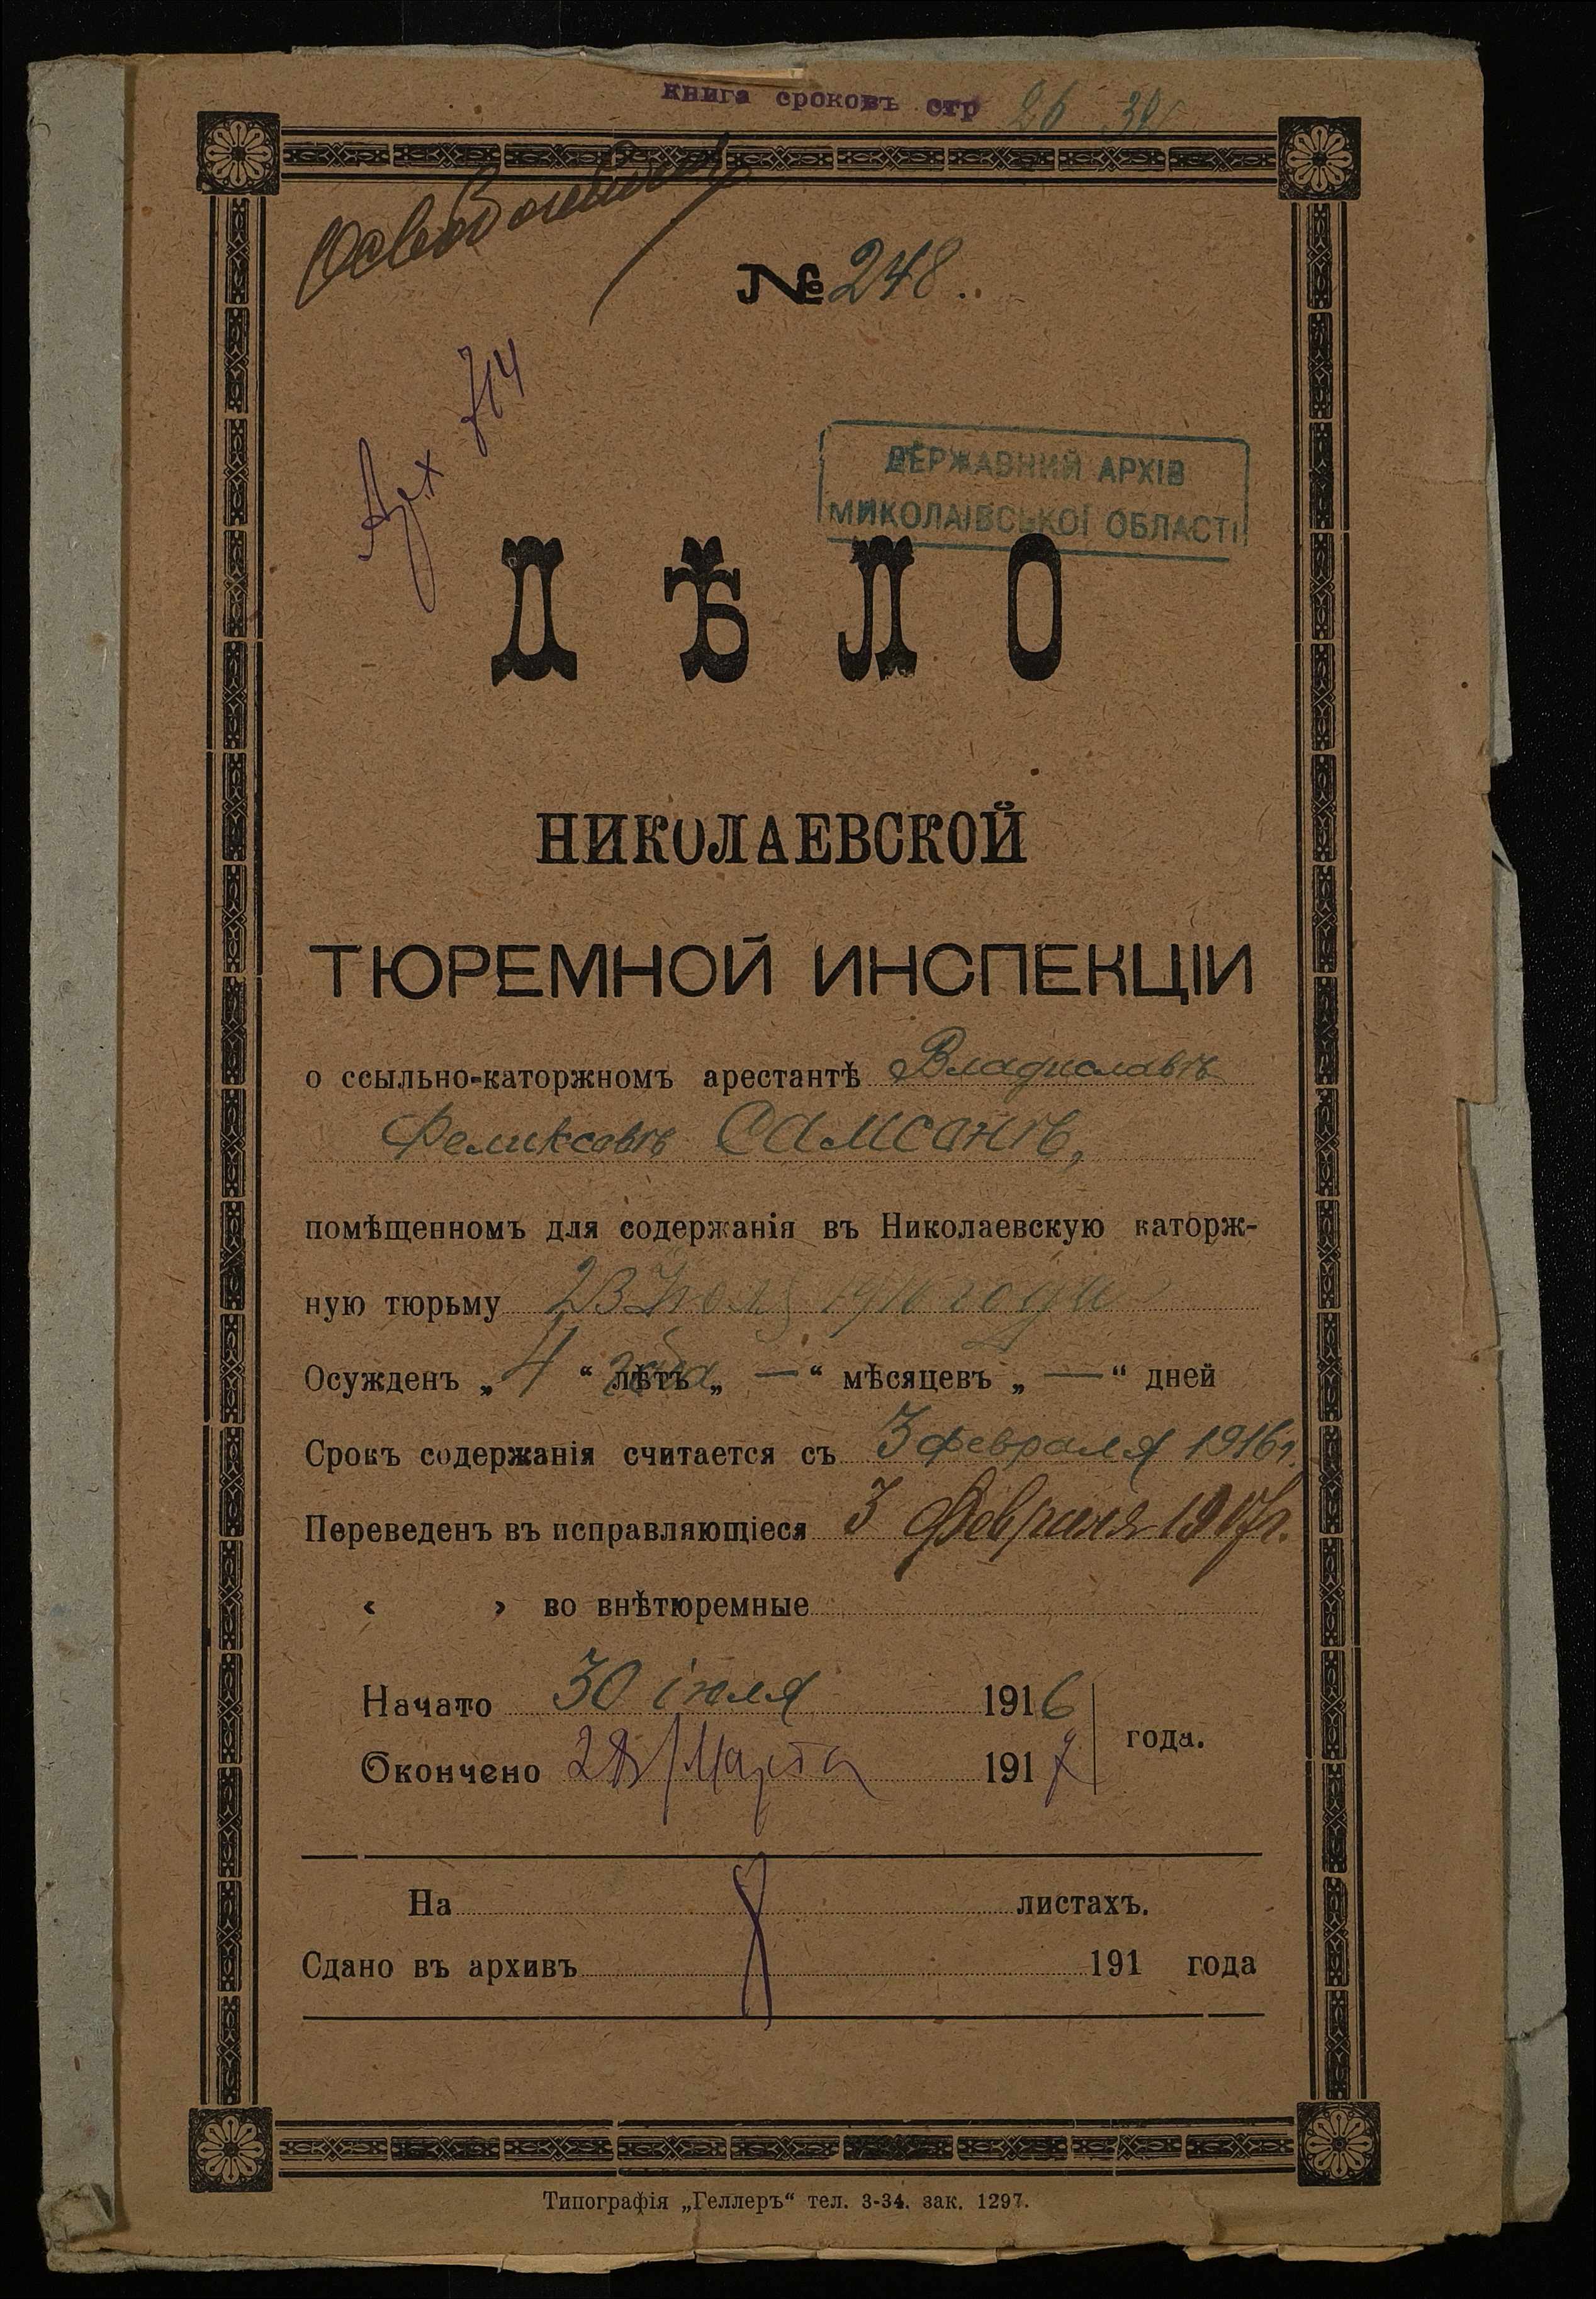 книга сроковъ стр 26 32
Освобожденъ
№ 248.
Арх 714
ДЕРЖАВНИЙ АРХІВ
МИКОЛАЇВСЬКОЇ ОБЛАСТІ
ДѢЛО
НИКОЛАЕВСКОЙ
ТЮРЕМНОЙ ИНСПЕКЦІИ
о ссыльно-каторжномъ арестантѣ Владиславѣ
Феликсовѣ Самсонѣ,
помѣщенномъ для содержанія въ Николаевскую каторж-
ную тюрьму 23 Іюля 1916 года
Осужденъ „ 4 “ лѣтъ года „ — “ мѣсяцевъ „ — “ дней
Срокъ содержанія считается съ 3 февраля 1916 г.
Переведенъ въ исправляющіеся 3 Февраля 1917 г.
‹ › во внѣтюремные
Начато 30 іюля 1916
года.
Окончено 28 Марта 1917
На листахъ.
Сдано въ архивъ 191 года
Типографія „Геллеръ“ тел. 3-34. зак. 1297.